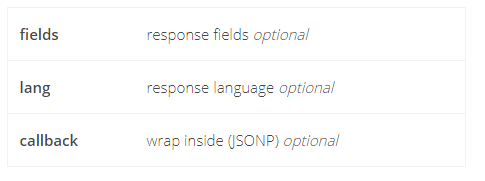 fields response fields optional
lang response language optional
callback wrap inside (JSONP) optional